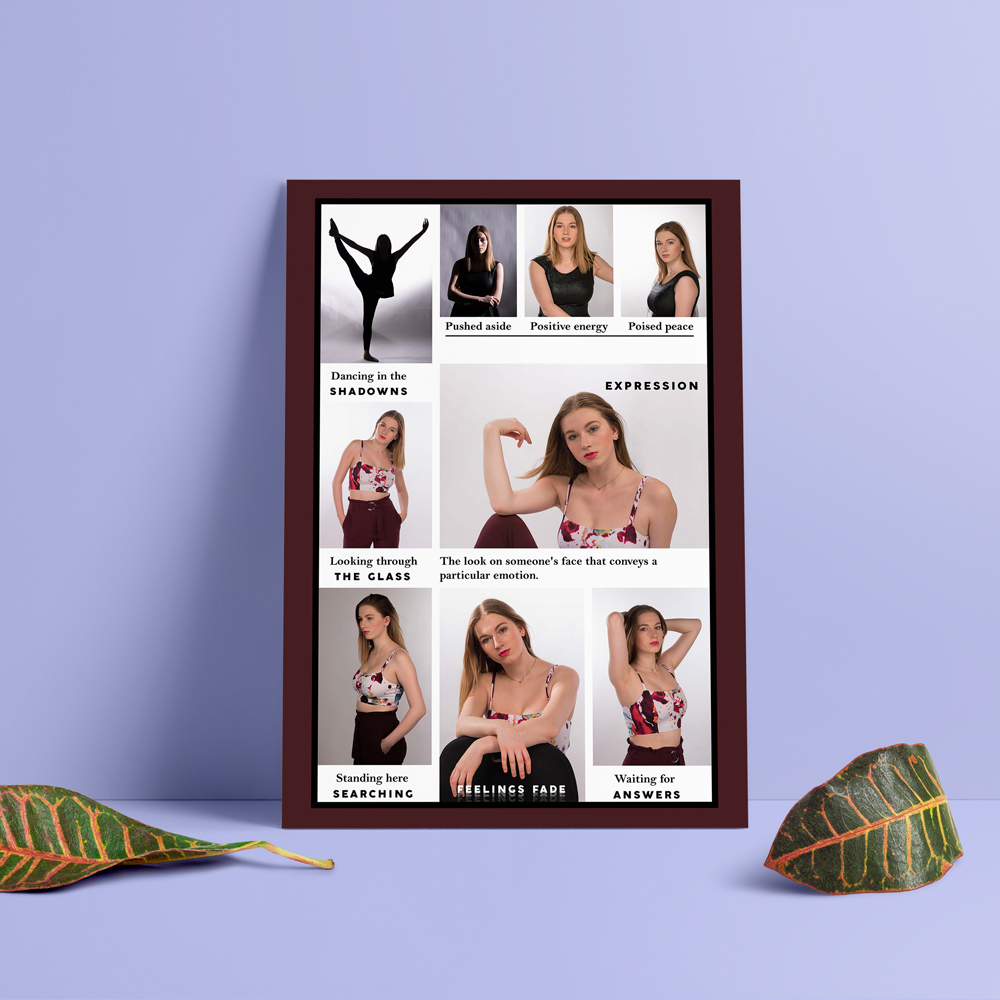 Pushed aside
Positive energy
Poised peace
Dancing in the
SHADOWNS
EXPRESSION
Looking through
THE GLASS
The look on someone's face that conveys a
particular emotion.
Standing here
SEARCHING
FEELINGS FADE
Waiting for
ANSWERS